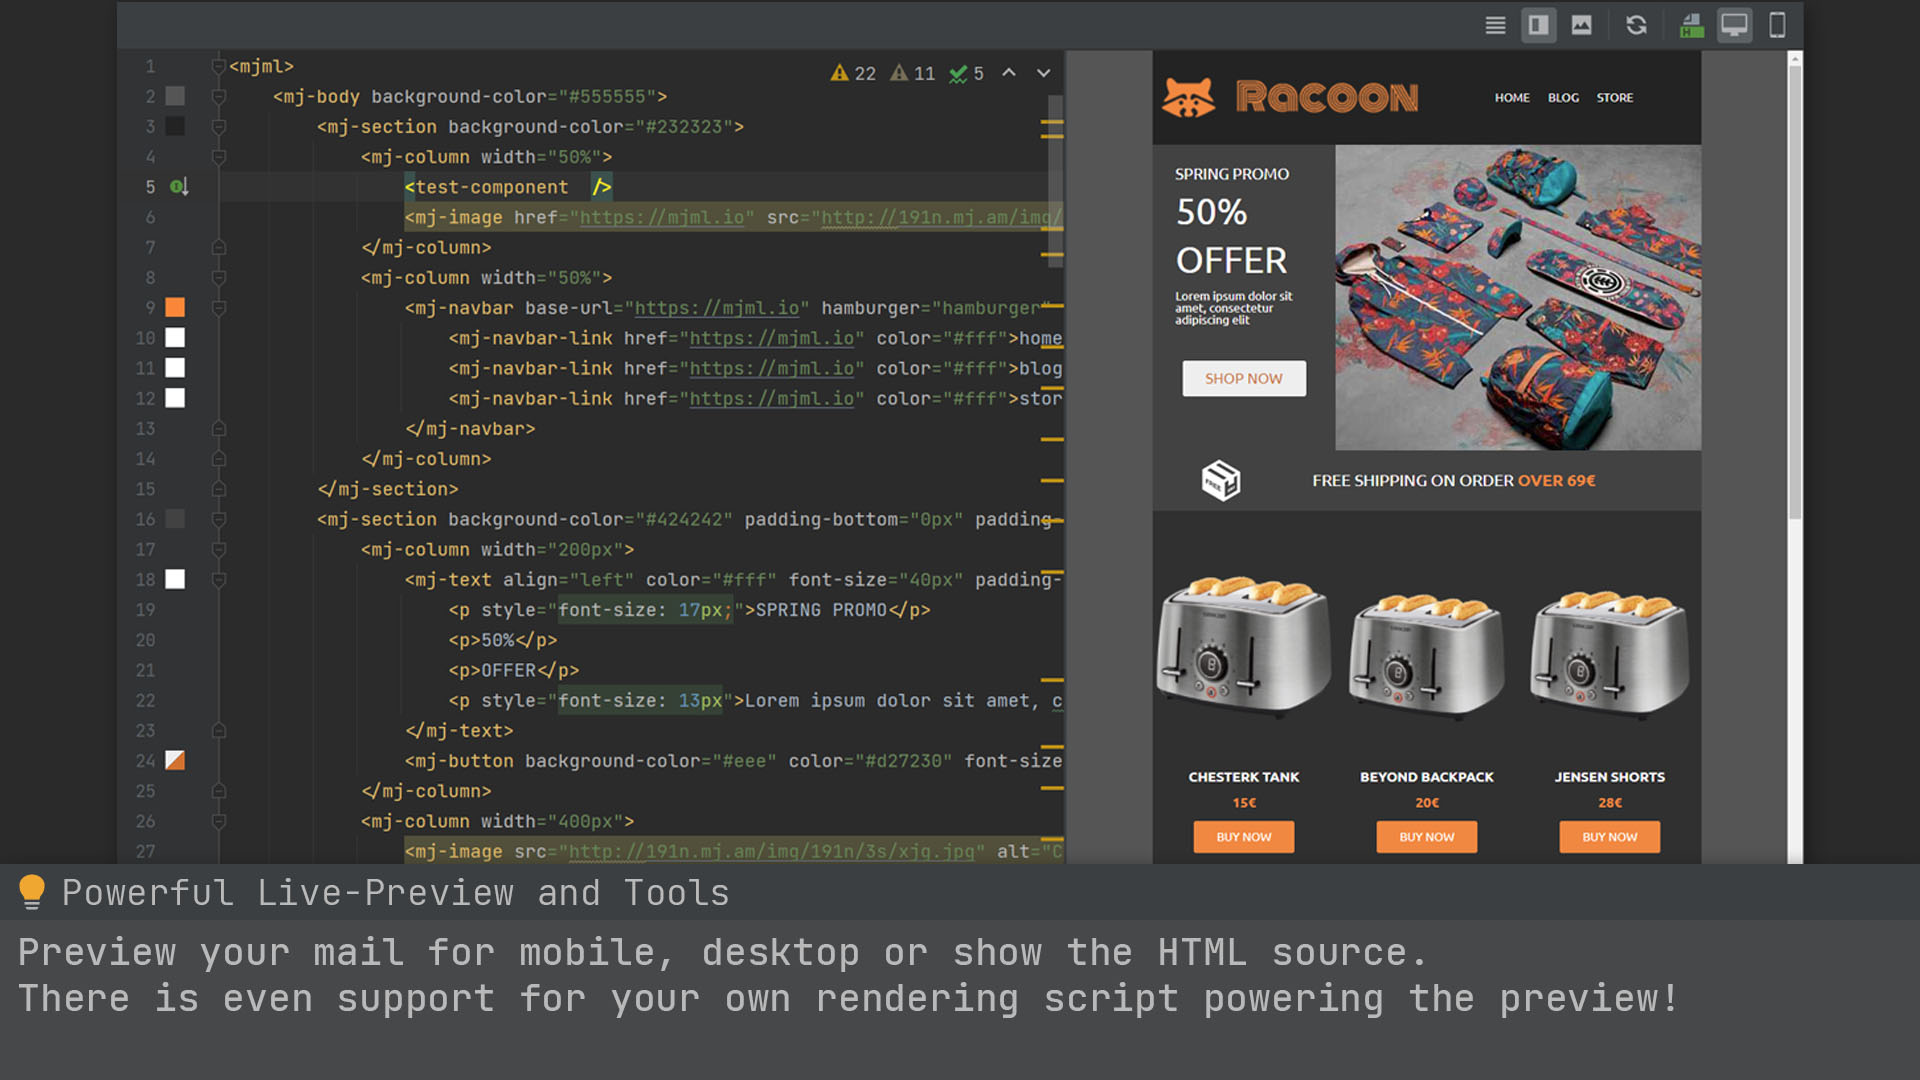 22 11 5
1 <mjml>
2 <mj-body background-color="#555555">
3 <mj-section background-color="#232323">
4 <mj-column width="50%">
5 <test-component />
6 <mj-image href="https://mjml.io" src="http://191n.mj.am/img/
7 </mj-column>
8 <mj-column width="50%">
9 <mj-navbar base-url="https://mjml.io" hamburger="hamburger"
10 <mj-navbar-link href="https://mjml.io" color="#fff">home
11 <mj-navbar-link href="https://mjml.io" color="#fff">blog
12 <mj-navbar-link href="https://mjml.io" color="#fff">stor
13 </mj-navbar>
14 </mj-column>
15 </mj-section>
16 <mj-section background-color="#424242" padding-bottom="0px" padding-
17 <mj-column width="200px">
18 <mj-text align="left" color="#fff" font-size="40px" padding-
19 <p style="font-size: 17px;">SPRING PROMO</p>
20 <p>50%</p>
21 <p>OFFER</p>
22 <p style="font-size: 13px">Lorem ipsum dolor sit amet, c
23 </mj-text>
24 <mj-button background-color="#eee" color="#d27230" font-size
25 </mj-column>
26 <mj-column width="400px">
27 <mj-image src="http://191n.mj.am/img/191n/3s/xjg.jpg" alt="C
H
Racoon
HOME BLOG STORE
SPRING PROMO
50%
OFFER
Lorem ipsum dolor sit
amet, consectetur
adipiscing elit
SHOP NOW
FREE
FREE SHIPPING ON ORDER OVER 69€
CHESTERK TANK BEYOND BACKPACK JENSEN SHORTS
15€ 20€ 28€
BUY NOW BUY NOW BUY NOW
Powerful Live-Preview and Tools
Preview your mail for mobile, desktop or show the HTML source.
There is even support for your own rendering script powering the preview!